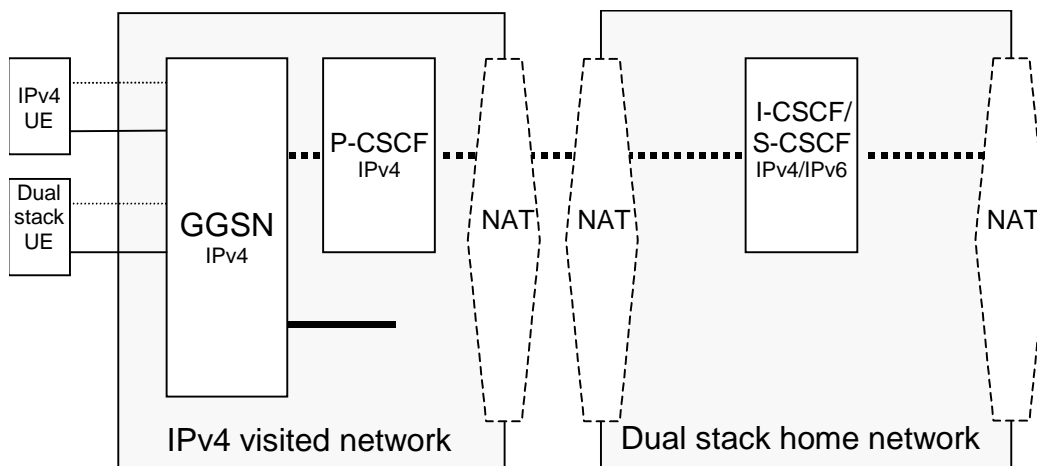 IPv4
UE
Dual
stack
UE
GGSN
IPv4
P-CSCF
IPv4
NAT
NAT
I-CSCF/
S-CSCF
IPv4/IPv6
NAT
IPv4 visited network
Dual stack home network